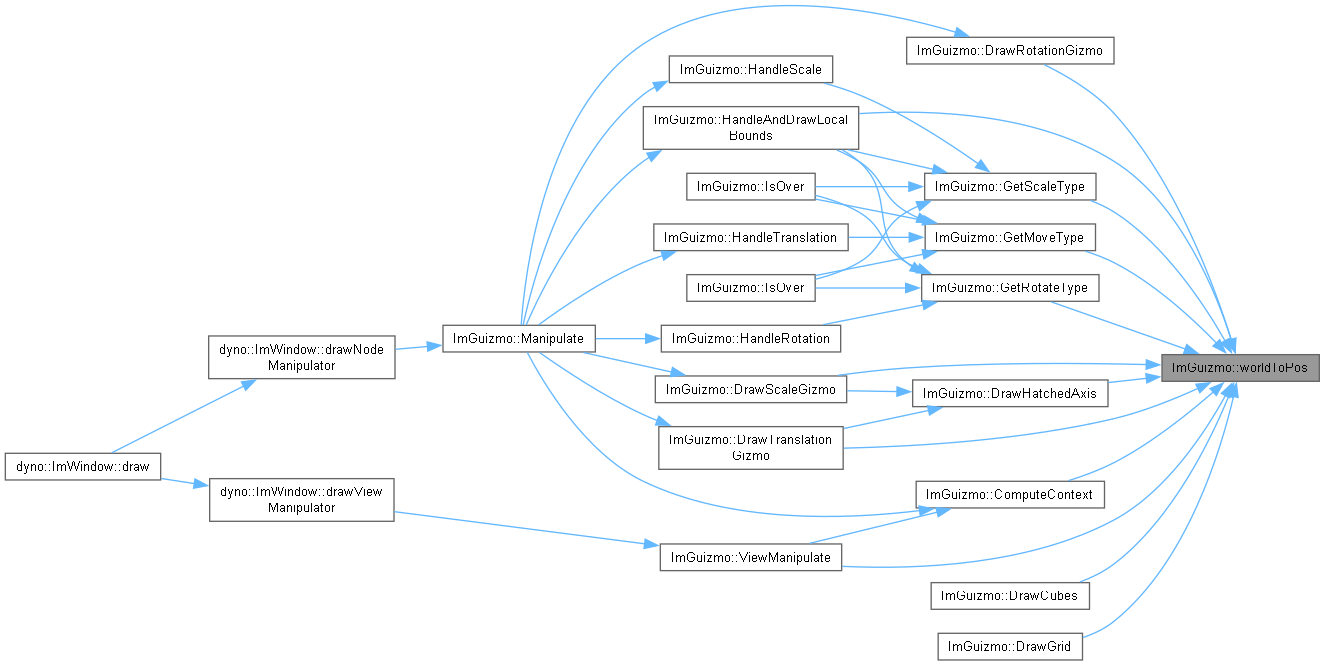 ImGuizmo::DrawRotationGizmo
ImGuizmo::HandleScale
ImGuizmo::HandleAndDrawLocal
Bounds
ImGuizmo::IsOver
ImGuizmo::GetScaleType
ImGuizmo::HandleTranslation
ImGuizmo::GetMoveType
ImGuizmo::IsOver
ImGuizmo::GetRotateType
ImGuizmo::Manipulate
ImGuizmo::HandleRotation
dyno::ImWindow::drawNode
Manipulator
ImGuizmo::worldToPos
ImGuizmo::DrawScaleGizmo
ImGuizmo::DrawHatchedAxis
ImGuizmo::DrawTranslation
Gizmo
dyno::ImWindow::draw
dyno::ImWindow::drawView
Manipulator
ImGuizmo::ComputeContext
ImGuizmo::ViewManipulate
ImGuizmo::DrawCubes
ImGuizmo::DrawGrid